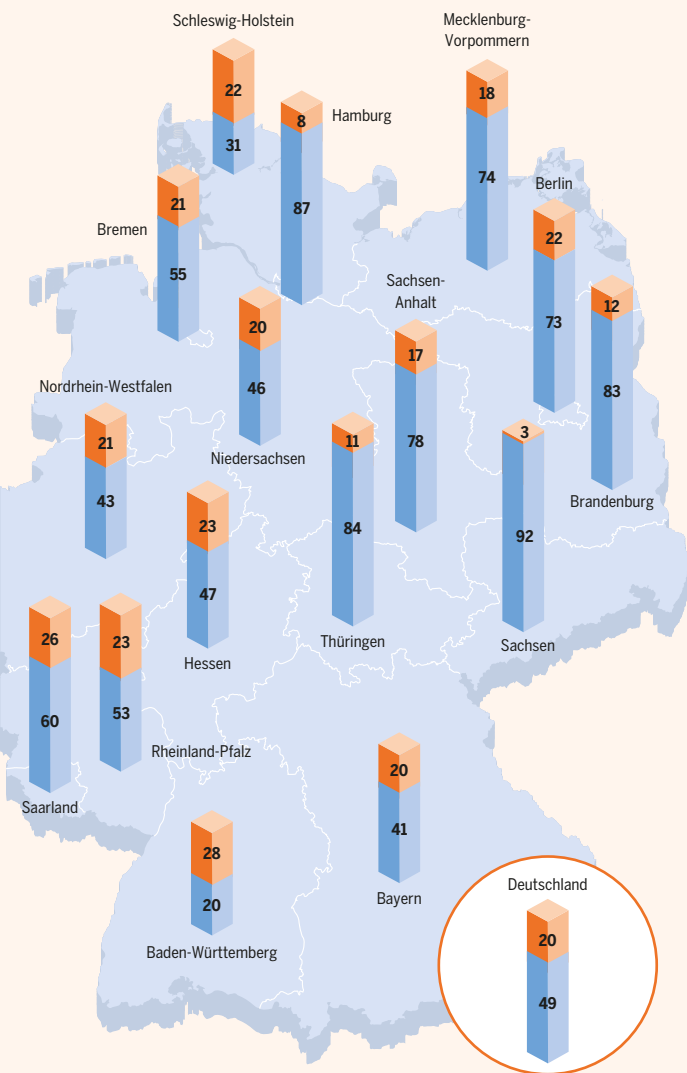 Schleswig-Holstein
22
31
Hamburg
8
87
Mecklenburg-
Vorpommern
18
74
Berlin
22
73
Bremen
21
55
12
83
Brandenburg
20
46
Niedersachsen
Sachsen-
Anhalt
17
78
Nordrhein-Westfalen
21
43
11
84
Thüringen
3
92
Sachsen
23
47
Hessen
26
60
Saarland
23
53
Rheinland-Pfalz
20
41
Bayern
28
20
Baden-Württemberg
Deutschland
20
49